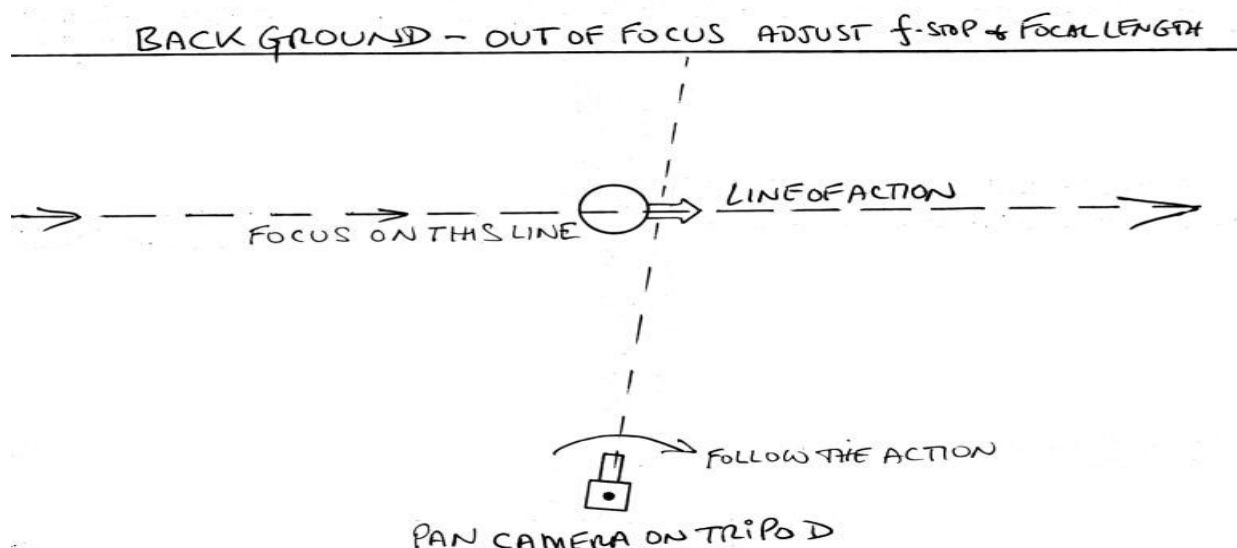 BACK GROUND - OUT OF FOCUS ADJUST f-STOP & FOCAL LENGTH
LINE OF ACTION
FOCUS ON THIS LINE
FOLLOW THE ACTION
PAN CAMERA ON TRIPOD